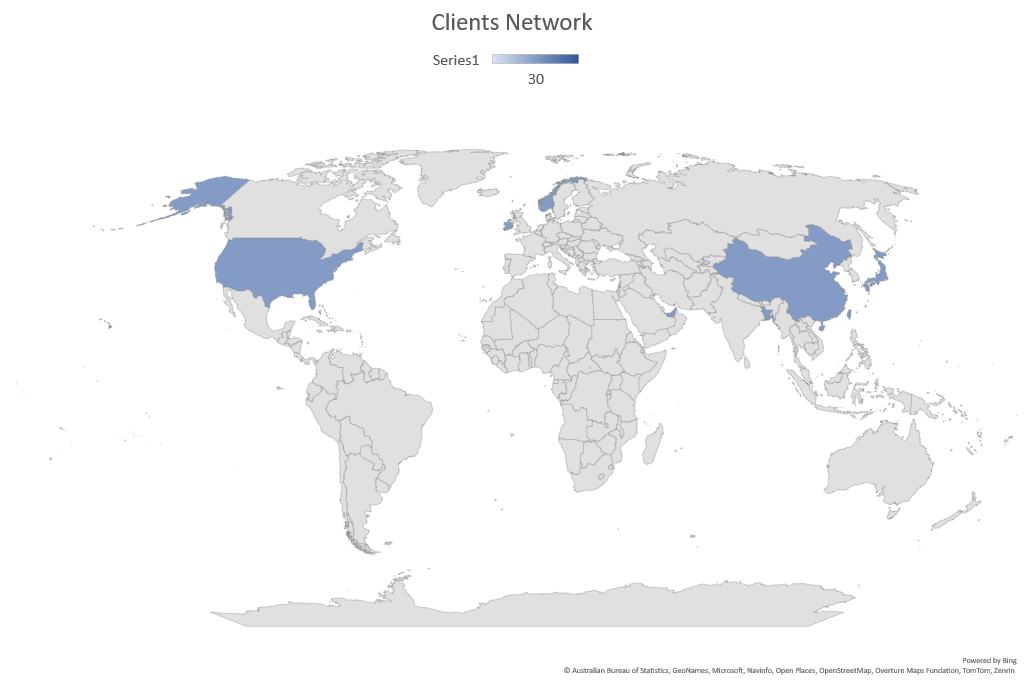 Clients Network
Series1
30
Powered by Bing
© Australian Bureau of Statistics, GeoNames, Microsoft, Navinfo, Open Places, OpenStreetMap, Overture Maps Fundation, TomTom, Zenrin